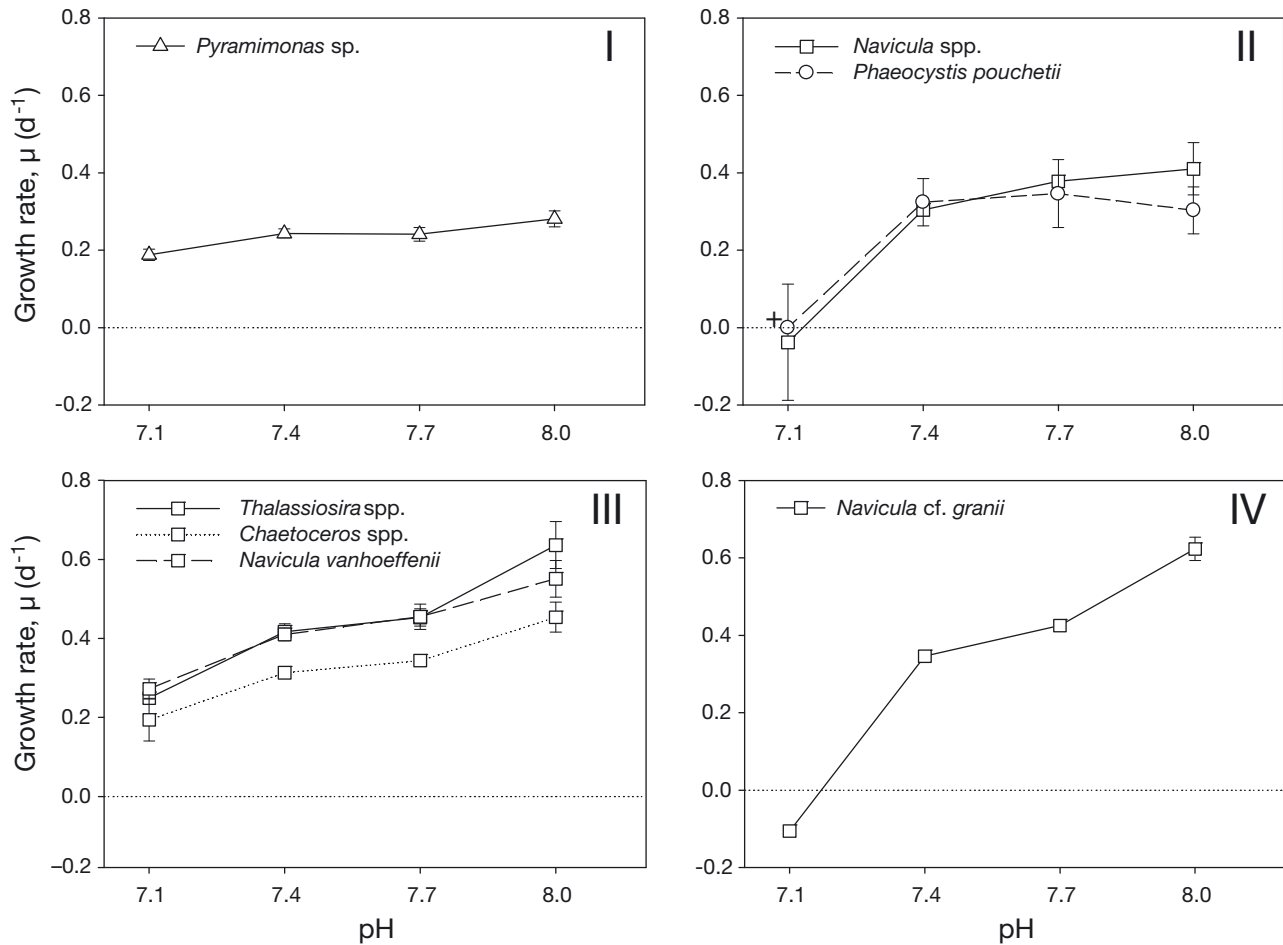 0.8
0.6
0.4
0.2
0.0
-0.2
Growth rate, µ (d⁻¹)
Pyramimonas sp.
I
7.1 7.4 7.7 8.0
0.8
0.6
0.4
0.2
0.0
-0.2
Navicula spp.
Phaeocystis pouchetii
II
+
7.1 7.4 7.7 8.0
0.8
0.6
0.4
0.2
0.0
–0.2
Growth rate, µ (d⁻¹)
Thalassiosira spp.
Chaetoceros spp.
Navicula vanhoeffenii
III
7.1 7.4 7.7 8.0
pH
0.8
0.6
0.4
0.2
0.0
-0.2
Navicula cf. granii
IV
7.1 7.4 7.7 8.0
pH